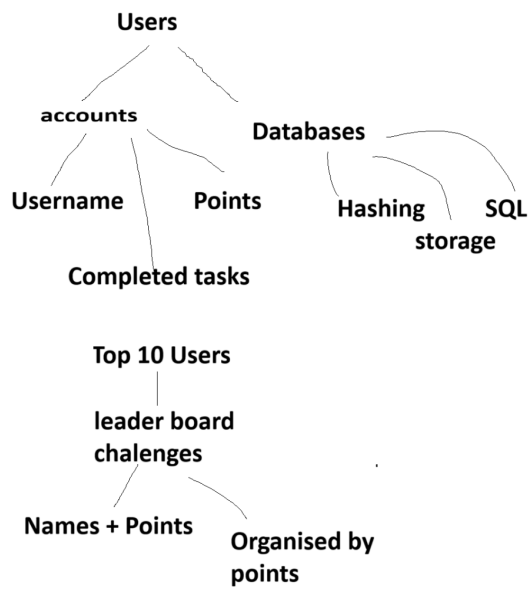 Users
accounts
Databases
Username
Points
Hashing
SQL
storage
Completed tasks
Top 10 Users
leader board
chalenges
Names + Points
Organised by
points